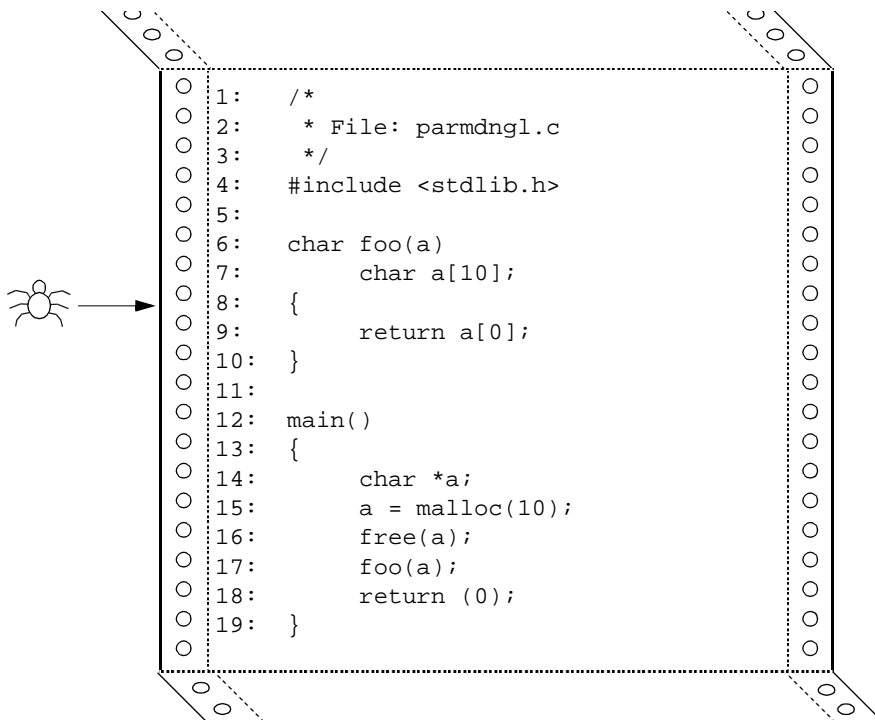 1:   /*
2:    * File: parmdngl.c
3:    */
4:   #include <stdlib.h>
5:
6:   char foo(a)
7:        char a[10];
8:   {
9:        return a[0];
10:  }
11:
12:  main()
13:  {
14:       char *a;
15:       a = malloc(10);
16:       free(a);
17:       foo(a);
18:       return (0);
19:  }